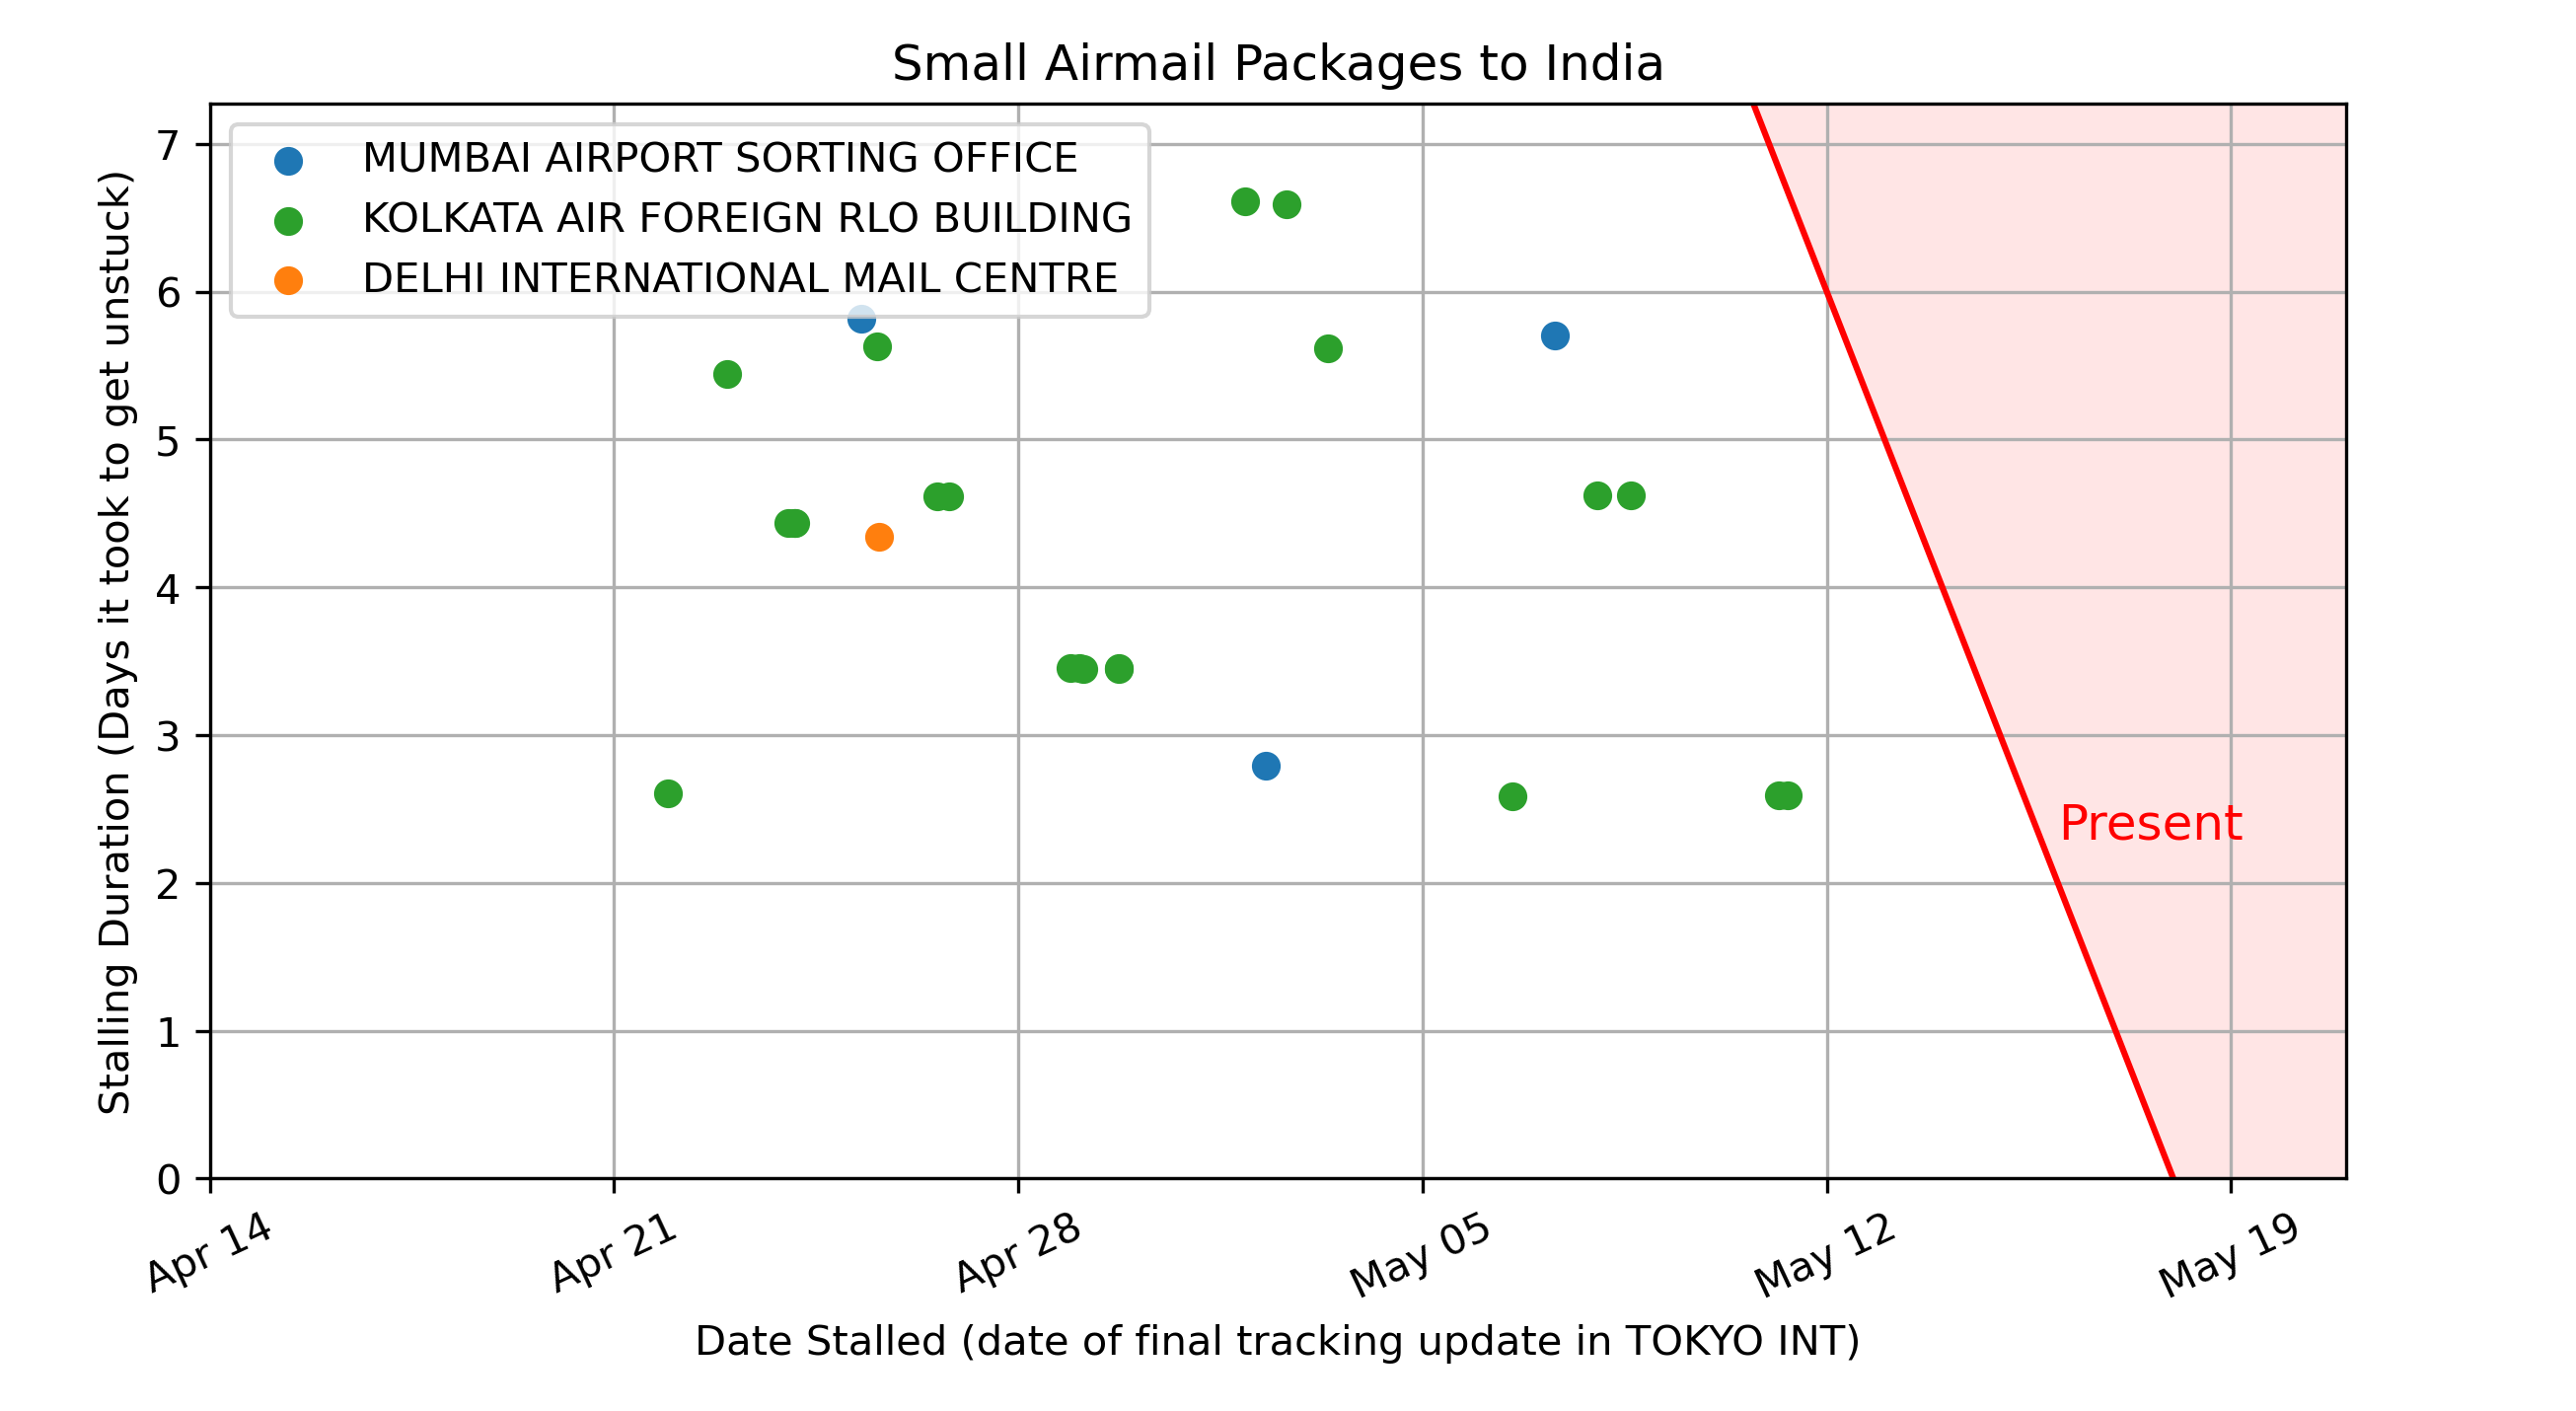 Small Airmail Packages to India
MUMBAI AIRPORT SORTING OFFICE
KOLKATA AIR FOREIGN RLO BUILDING
DELHI INTERNATIONAL MAIL CENTRE
Stalling Duration (Days it took to get unstuck)
7
6
5
4
3
2
1
0
Present
Apr 14
Apr 21
Apr 28
May 05
May 12
May 19
Date Stalled (date of final tracking update in TOKYO INT)